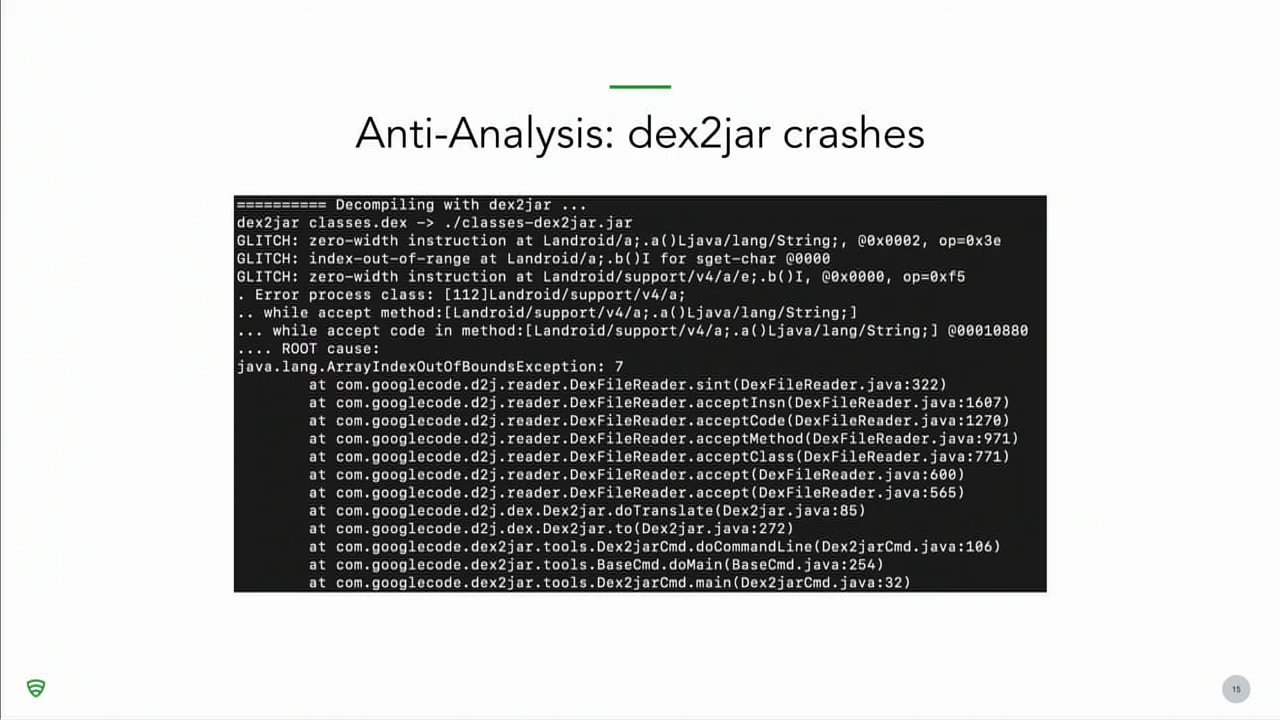 Anti-Analysis: dex2jar crashes
========== Decompiling with dex2jar ...
dex2jar classes.dex -> ./classes-dex2jar.jar
GLITCH: zero-width instruction at Landroid/a;.a()Ljava/lang/String;, @0x0002, op=0x3e
GLITCH: index-out-of-range at Landroid/a;.b()I for sget-char @0000
GLITCH: zero-width instruction at Landroid/support/v4/a/e;.b()I, @0x0000, op=0xf5
. Error process class: [112]Landroid/support/v4/a;
.. while accept method:[Landroid/support/v4/a;.a()Ljava/lang/String;]
... while accept code in method:[Landroid/support/v4/a;.a()Ljava/lang/String;] @00010880
.... ROOT cause:
java.lang.ArrayIndexOutOfBoundsException: 7
at com.googlecode.d2j.reader.DexFileReader.sint(DexFileReader.java:322)
at com.googlecode.d2j.reader.DexFileReader.acceptInsn(DexFileReader.java:1607)
at com.googlecode.d2j.reader.DexFileReader.acceptCode(DexFileReader.java:1270)
at com.googlecode.d2j.reader.DexFileReader.acceptMethod(DexFileReader.java:971)
at com.googlecode.d2j.reader.DexFileReader.acceptClass(DexFileReader.java:771)
at com.googlecode.d2j.reader.DexFileReader.accept(DexFileReader.java:600)
at com.googlecode.d2j.reader.DexFileReader.accept(DexFileReader.java:565)
at com.googlecode.d2j.dex.Dex2jar.doTranslate(Dex2jar.java:85)
at com.googlecode.d2j.dex.Dex2jar.to(Dex2jar.java:272)
at com.googlecode.dex2jar.tools.Dex2jarCmd.doCommandLine(Dex2jarCmd.java:106)
at com.googlecode.dex2jar.tools.BaseCmd.doMain(BaseCmd.java:254)
at com.googlecode.dex2jar.tools.Dex2jarCmd.main(Dex2jarCmd.java:32)
15